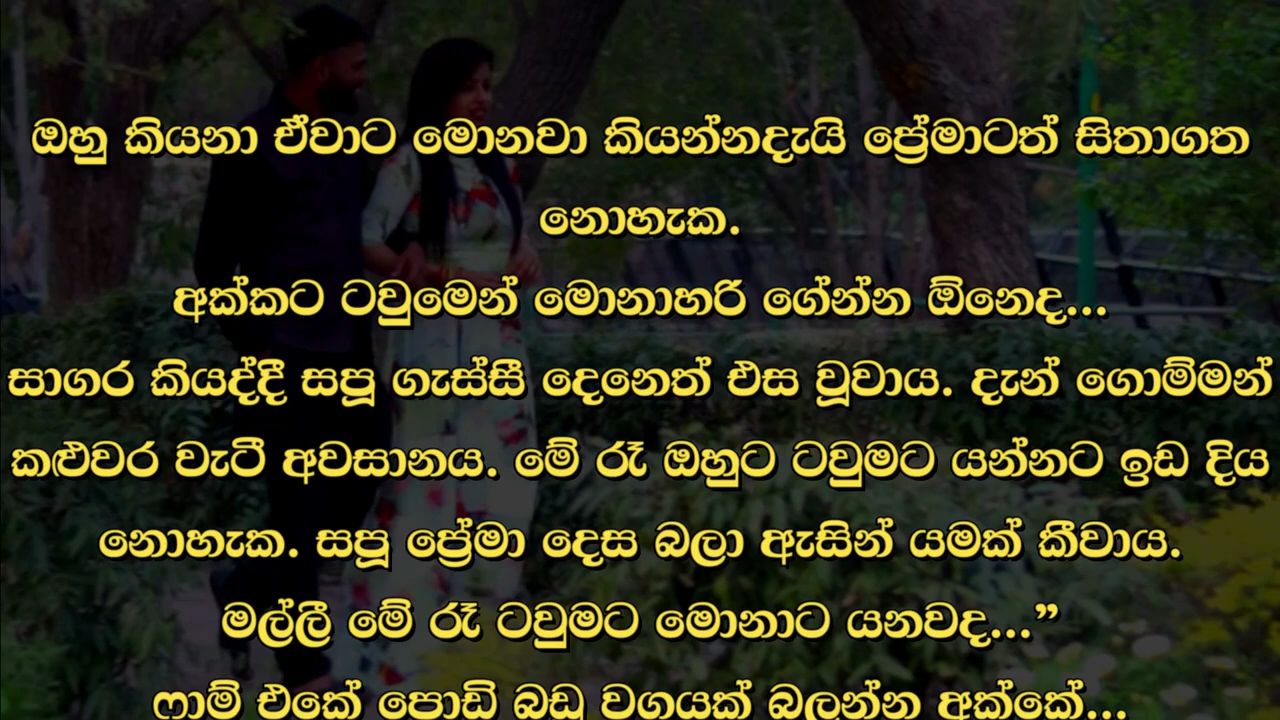 ඔහු කියනා ඒවාට මොනවා කියන්නදැයි ප්‍රේමාටත් සිතාගත
නොහැක.
අක්කට ටවුමෙන් මොනාහරි ගේන්න ඕනෙද...
සාගර කියද්දී සපූ ගැස්සී දෙනෙත් එස වූවාය. දැන් ගොම්මන්
කළුවර වැටී අවසානය. මේ රෑ ඔහුට ටවුමට යන්නට ඉඩ දිය
නොහැක. සපූ ප්‍රේමා දෙස බලා ඇසින් යමක් කීවාය.
මල්ලී මේ රෑ ටවුමට මොනාට යනවද...”
ෆාම් එකේ පොඩි බඩු වගයක් බලන්න අක්කේ...